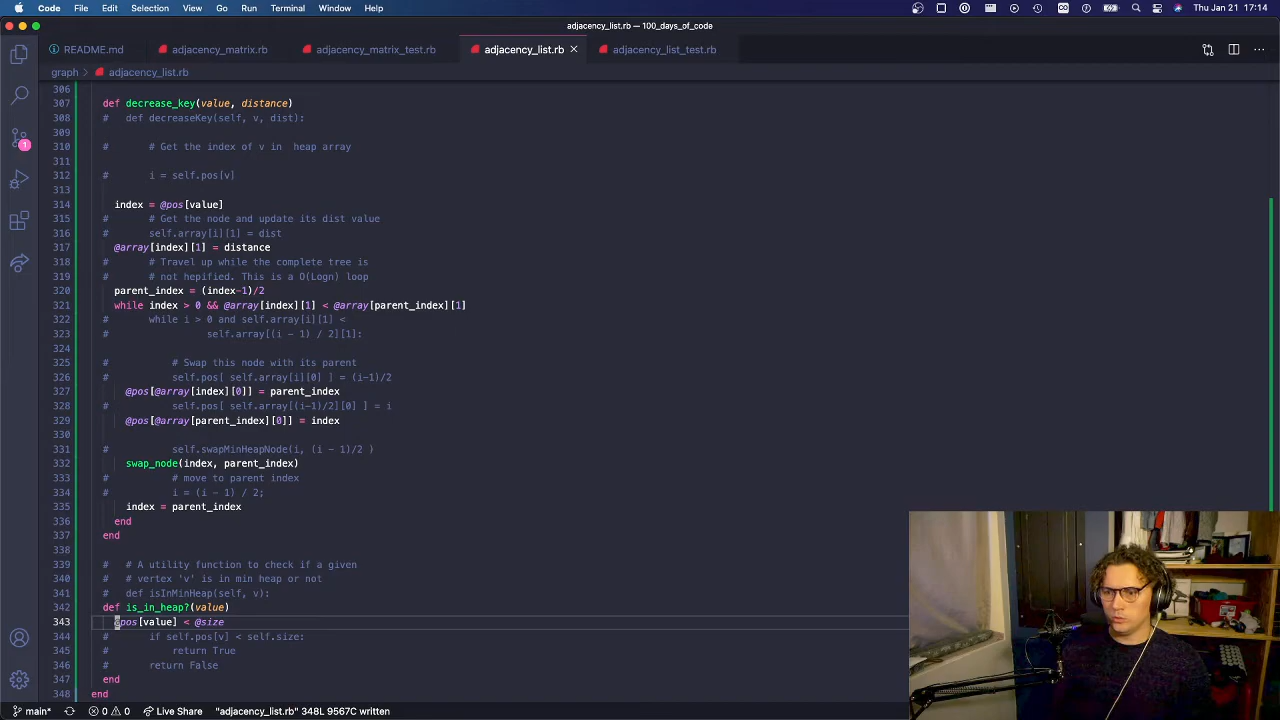 Code File Edit Selection View Go Run Terminal Window Help Thu Jan 21 17:14
adjacency_list.rb — 100_days_of_code
README.md adjacency_matrix.rb adjacency_matrix_test.rb adjacency_list.rb adjacency_list_test.rb
graph > adjacency_list.rb
306
307 def decrease_key(value, distance)
308 # def decreaseKey(self, v, dist):
309
310 # # Get the index of v in heap array
311
312 # i = self.pos[v]
313
314 index = @pos[value]
315 # # Get the node and update its dist value
316 # self.array[i][1] = dist
317 @array[index][1] = distance
318 # # Travel up while the complete tree is
319 # # not hepified. This is a O(Logn) loop
320 parent_index = (index-1)/2
321 while index > 0 && @array[index][1] < @array[parent_index][1]
322 # while i > 0 and self.array[i][1] <
323 # self.array[(i - 1) / 2][1]:
324
325 # # Swap this node with its parent
326 # self.pos[ self.array[i][0] ] = (i-1)/2
327 @pos[@array[index][0]] = parent_index
328 # self.pos[ self.array[(i-1)/2][0] ] = i
329 @pos[@array[parent_index][0]] = index
330
331 # self.swapMinHeapNode(i, (i - 1)/2 )
332 swap_node(index, parent_index)
333 # # move to parent index
334 # i = (i - 1) / 2;
335 index = parent_index
336 end
337 end
338
339 # # A utility function to check if a given
340 # # vertex 'v' is in min heap or not
341 # def isInMinHeap(self, v):
342 def is_in_heap?(value)
343 @pos[value] < @size
344 # if self.pos[v] < self.size:
345 # return True
346 # return False
347 end
348 end
main* 0 0 Live Share "adjacency_list.rb" 348L 9567C written
1